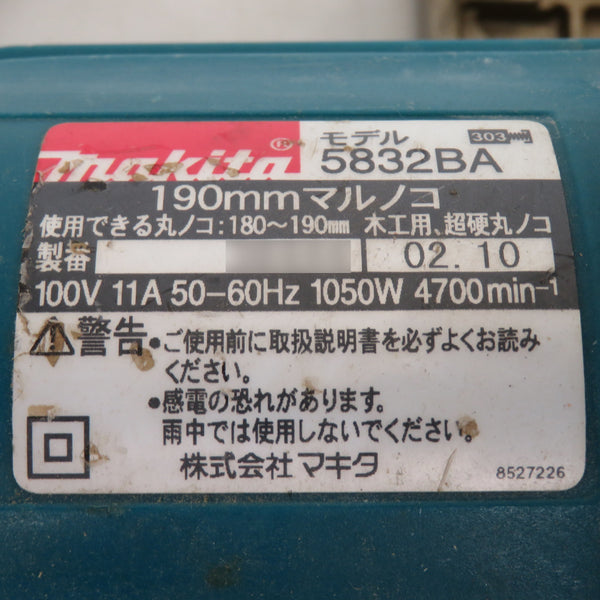 makita®
モデル
303
5832BA
190mmマルノコ
使用できる丸ノコ:180〜190mm 木工用、超硬丸ノコ
製番 02.10
100V 11A 50-60Hz 1050W 4700min-1
警告
•ご使用前に取扱説明書を必ずよくお読み
ください。
•感電の恐れがあります。
雨中では使用しないでください。
株式会社 マキタ
8527226